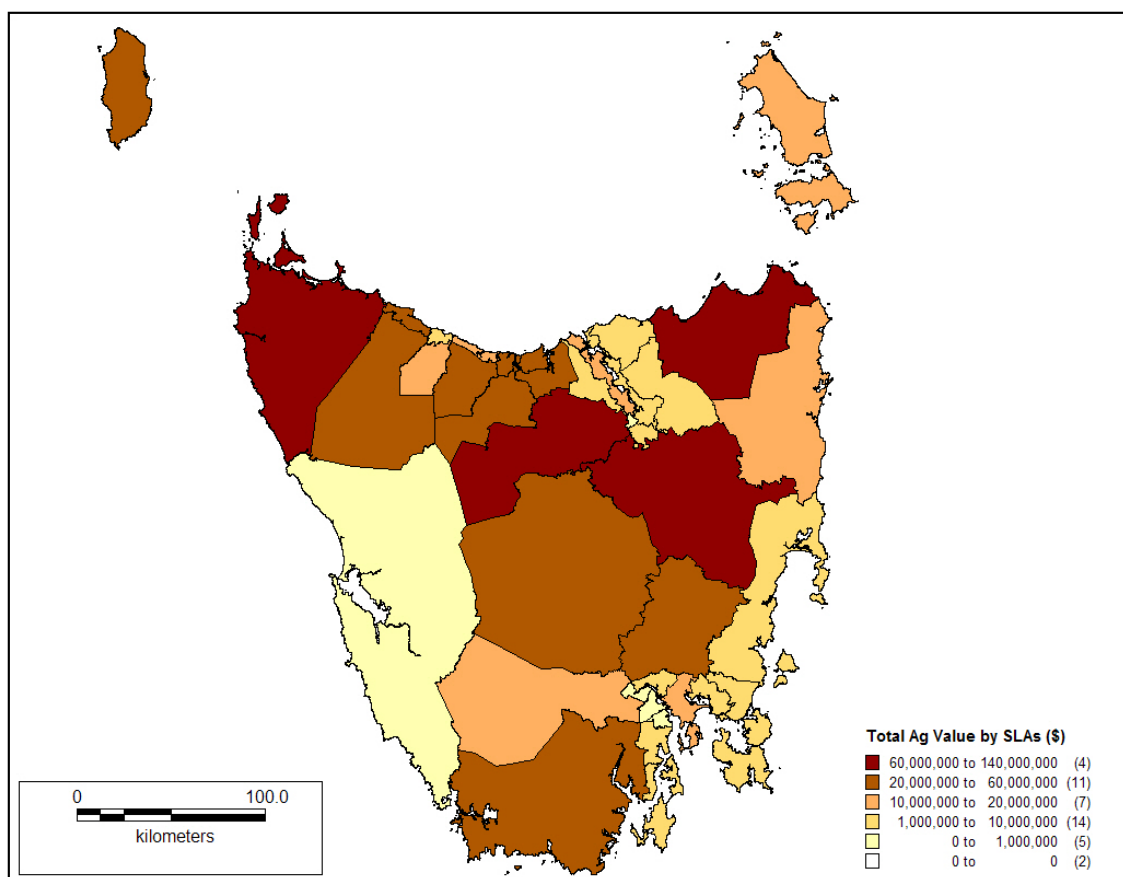 Total Ag Value by SLAs ($)
60,000,000 to 140,000,000 (4)
20,000,000 to 60,000,000 (11)
10,000,000 to 20,000,000 (7)
1,000,000 to 10,000,000 (14)
0 to 1,000,000 (5)
0 to 0 (2)
0 100.0
kilometers